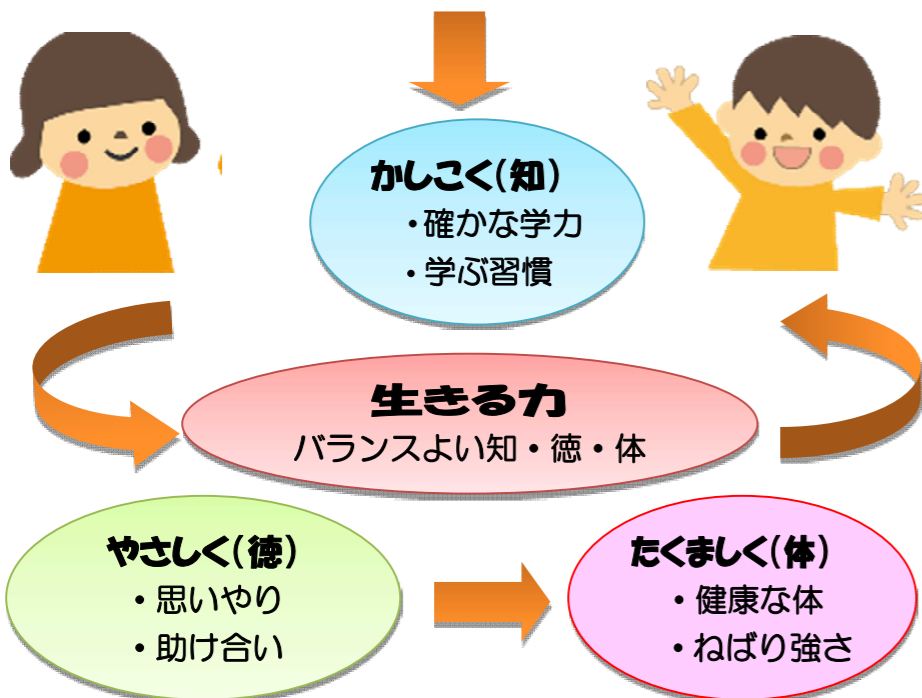 かしこく(知)
・確かな学力
・学ぶ習慣
生きる力
バランスよい知・徳・体
やさしく(徳)
・思いやり
・助け合い
たくましく(体)
・健康な体
・ねばり強さ